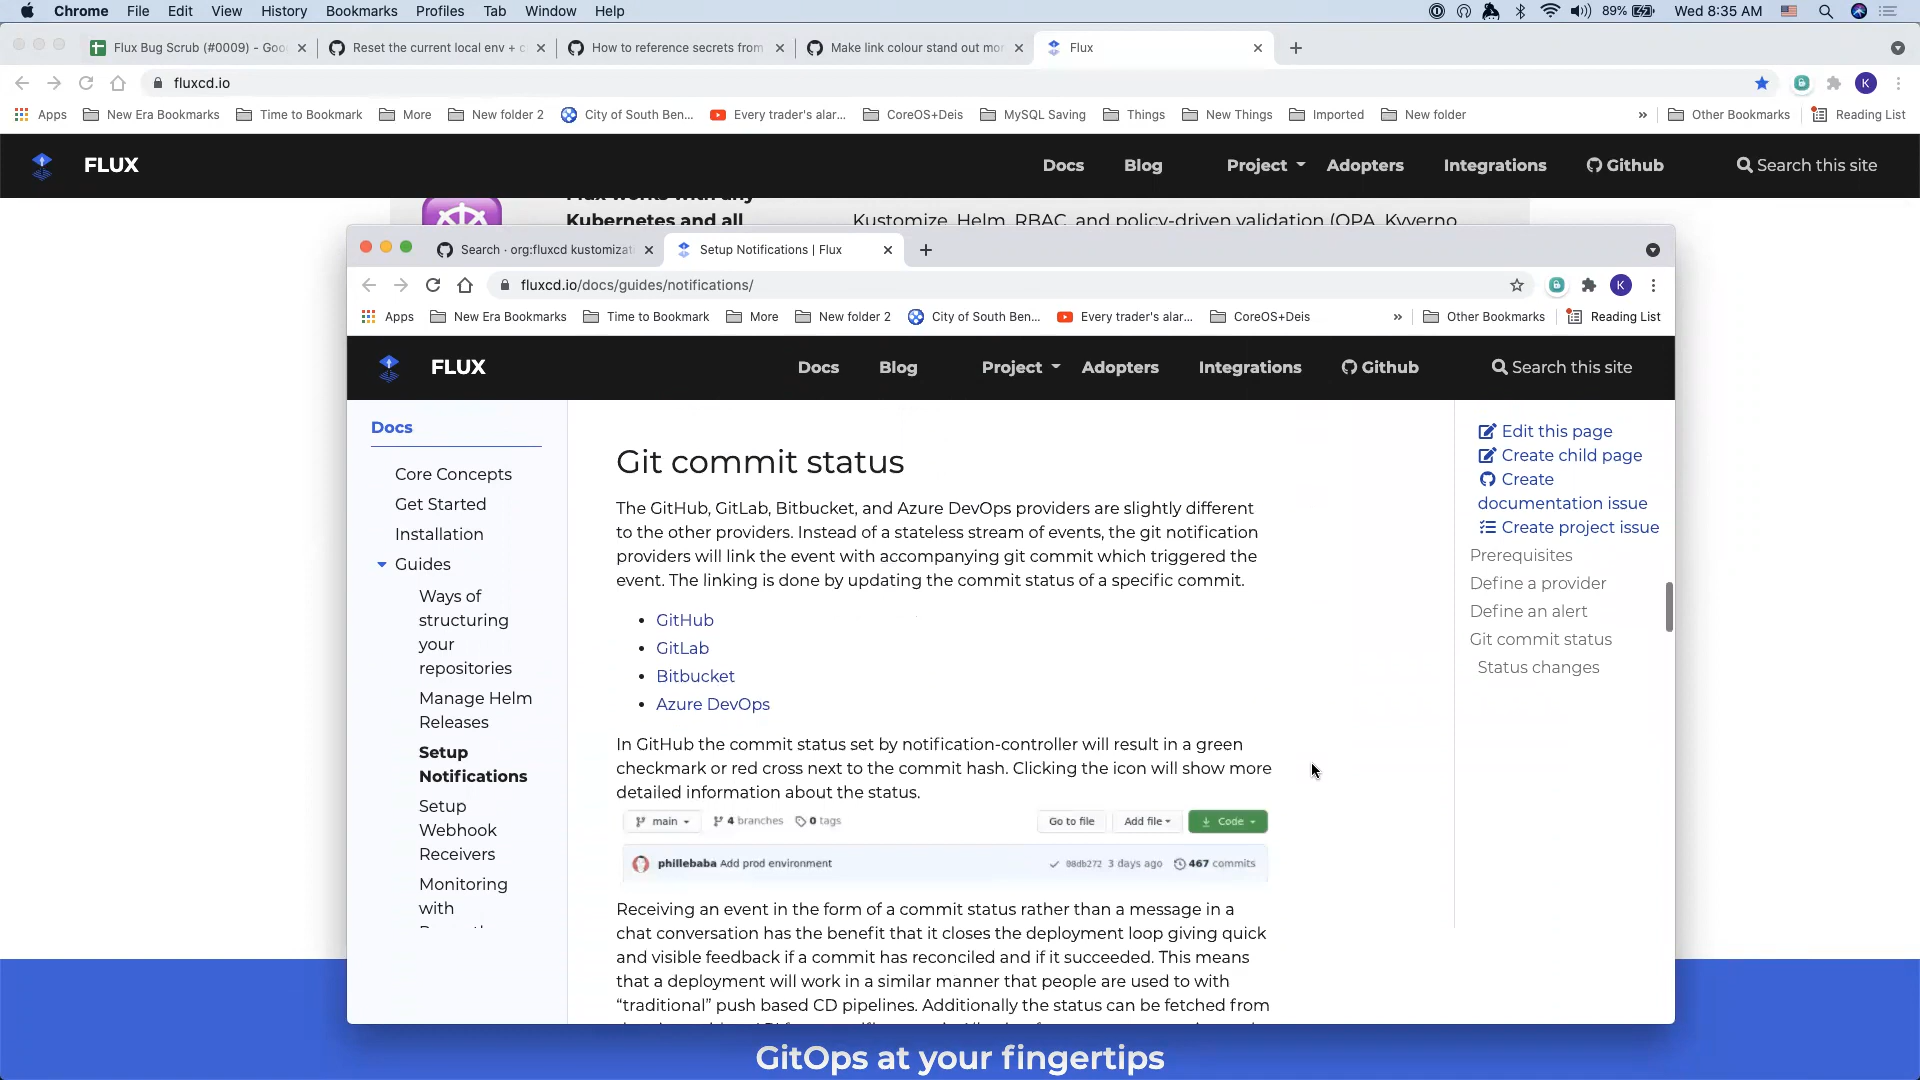 Chrome File Edit View History Bookmarks Profiles Tab Window Help 89% Wed 8:35 AM
Flux Bug Scrub (#0009) - Goo
Reset the current local env + c
How to reference secrets from
Make link colour stand out mor
Flux
fluxcd.io
K
Apps New Era Bookmarks Time to Bookmark More New folder 2 City of South Ben... Every trader's alar... CoreOS+Deis MySQL Saving Things New Things Imported New folder » Other Bookmarks Reading List
FLUX Docs Blog Project Adopters Integrations Github Search this site
Flux works with any
Kubernetes and all
Kustomize, Helm, RBAC, and policy-driven validation (OPA, Kyverno
Search · org:fluxcd kustomizat
Setup Notifications | Flux
fluxcd.io/docs/guides/notifications/
K
Apps New Era Bookmarks Time to Bookmark More New folder 2 City of South Ben... Every trader's alar... CoreOS+Deis » Other Bookmarks Reading List
FLUX Docs Blog Project Adopters Integrations Github Search this site
Docs
Core Concepts
Get Started
Installation
Guides
Ways of
structuring
your
repositories
Manage Helm
Releases
Setup
Notifications
Setup
Webhook
Receivers
Monitoring
with
Git commit status
The GitHub, GitLab, Bitbucket, and Azure DevOps providers are slightly different
to the other providers. Instead of a stateless stream of events, the git notification
providers will link the event with accompanying git commit which triggered the
event. The linking is done by updating the commit status of a specific commit.
• GitHub
• GitLab
• Bitbucket
• Azure DevOps
In GitHub the commit status set by notification-controller will result in a green
checkmark or red cross next to the commit hash. Clicking the icon will show more
detailed information about the status.
main 4 branches 0 tags Go to file Add file Code
phillebaba Add prod environment 08db272 3 days ago 467 commits
Receiving an event in the form of a commit status rather than a message in a
chat conversation has the benefit that it closes the deployment loop giving quick
and visible feedback if a commit has reconciled and if it succeeded. This means
that a deployment will work in a similar manner that people are used to with
“traditional” push based CD pipelines. Additionally the status can be fetched from
Edit this page
Create child page
Create
documentation issue
Create project issue
Prerequisites
Define a provider
Define an alert
Git commit status
Status changes
GitOps at your fingertips